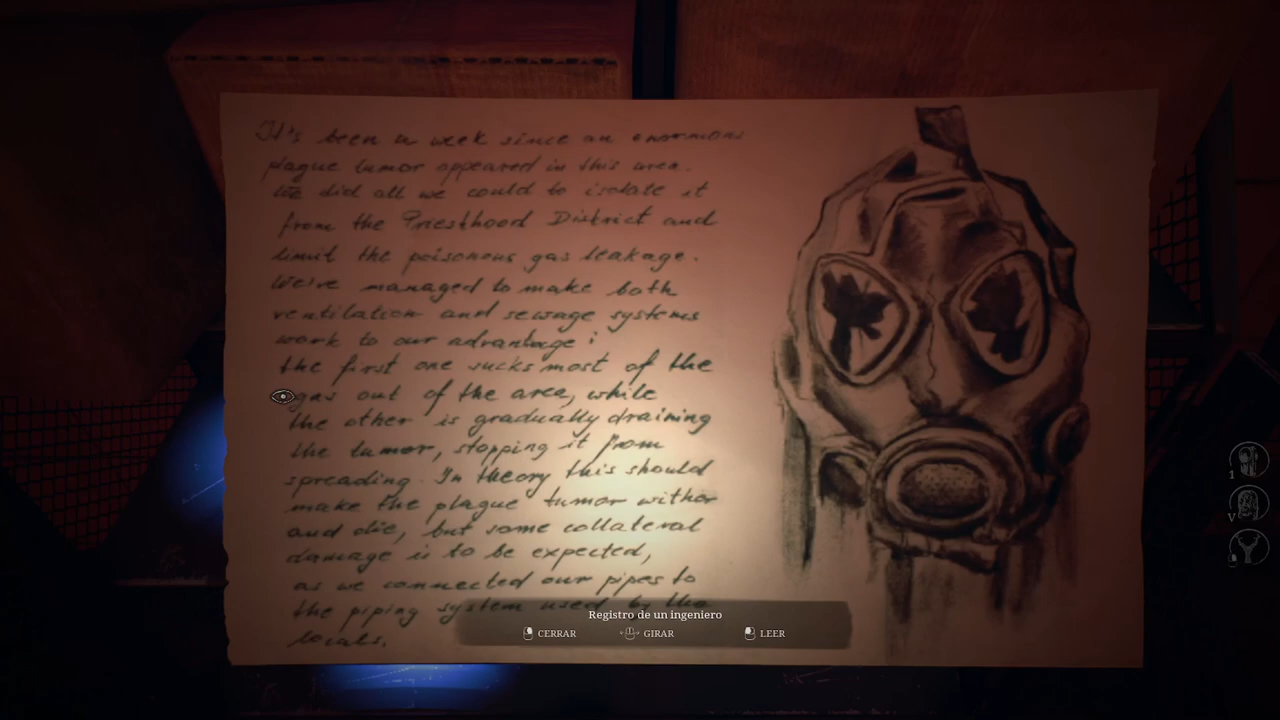 It's been a week since an enormous
plague tumor appeared in this area.
We did all we could to isolate it
from the Priesthood District and
limit the poisonous gas leakage.
We've managed to make both
ventilation and sewage systems
work to our advantage:
the first one sucks most of the
gas out of the area, while
the other is gradually draining
the tumor, stopping it from
spreading. In theory this should
make the plague tumor wither
and die, but some collateral
damage is to be expected,
as we connected our pipes to
the piping system used by the
locals.
Registro de un ingeniero
CERRAR GIRAR LEER
1
V